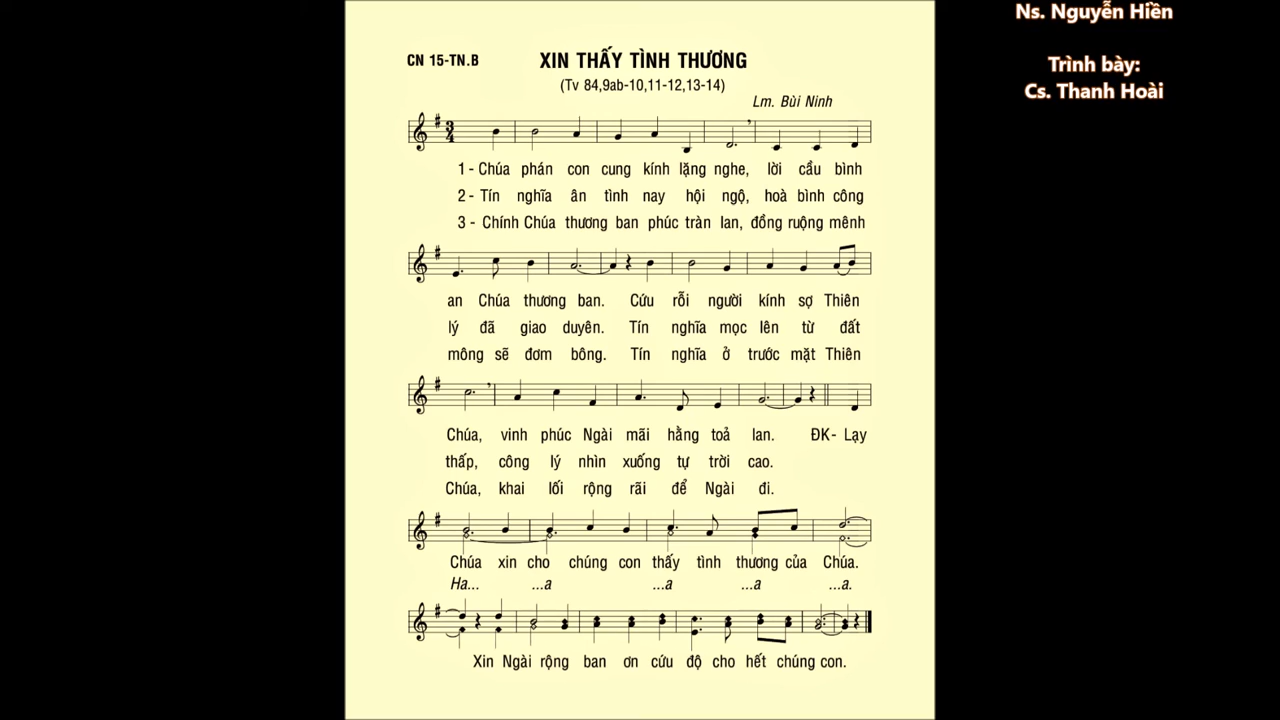 Ns. Nguyễn Hiền
Trình bày:
Cs. Thanh Hoài
CN 15-TN.B
XIN THẤY TÌNH THƯƠNG
(Tv 84,9ab-10,11-12,13-14)
Lm. Bùi Ninh
1 - Chúa phán con cung kính lặng nghe, lời cầu bình
2 - Tín nghĩa ân tình nay hội ngộ, hoà bình công
3 - Chính Chúa thương ban phúc tràn lan, đồng ruộng mênh
an Chúa thương ban. Cứu rỗi người kính sợ Thiên
lý đã giao duyên. Tín nghĩa mọc lên từ đất
mông sẽ đơm bông. Tín nghĩa ở trước mặt Thiên
Chúa, vinh phúc Ngài mãi hằng toả lan. ĐK- Lạy
thấp, công lý nhìn xuống tự trời cao.
Chúa, khai lối rộng rãi để Ngài đi.
Chúa xin cho chúng con thấy tình thương của Chúa.
Ha... ...a ...a ...a ...a.
Xin Ngài rộng ban ơn cứu độ cho hết chúng con.